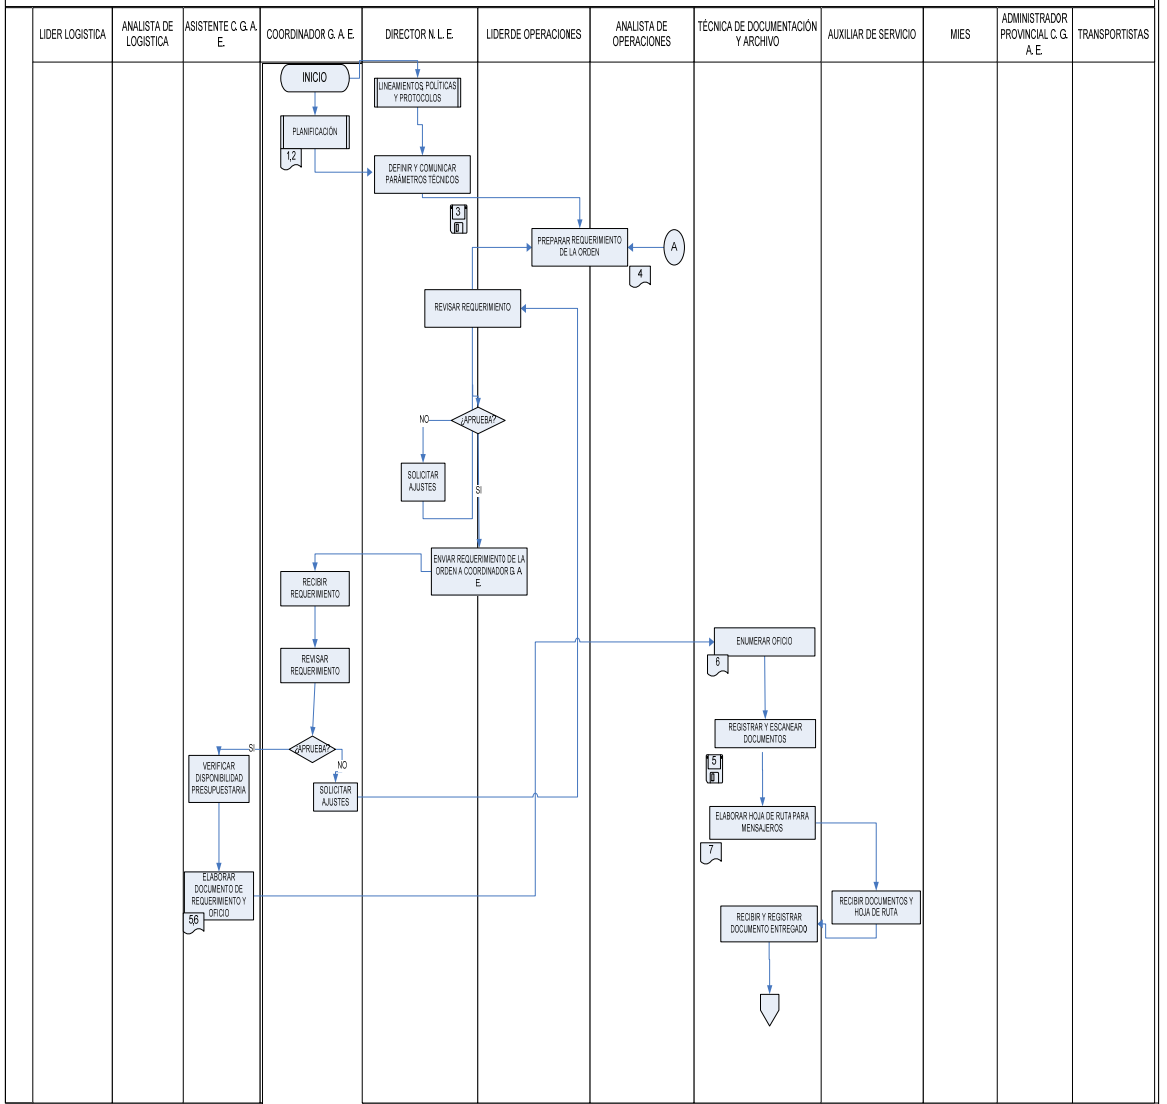 LIDER LOGISTICA
ANALISTA DE
LOGISTICA
ASISTENTE C. G. A.
E.
COORDINADOR G. A. E.
DIRECTOR N. L. E.
LIDER DE OPERACIONES
ANALISTA DE
OPERACIONES
TÉCNICA DE DOCUMENTACIÓN
Y ARCHIVO
AUXILIAR DE SERVICIO
MIES
ADMINISTRADOR
PROVINCIAL C. G.
A. E.
TRANSPORTISTAS
INICIO
LINEAMIENTOS, POLÍTICAS
Y PROTOCOLOS
PLANIFICACIÓN
1,2
DEFINIR Y COMUNICAR
PARÁMETROS TÉCNICOS
3
PREPARAR REQUERIMIENTO
DE LA ORDEN
A
4
REVISAR REQUERIMIENTO
¿APRUEBA?
NO
SOLICITAR
AJUSTES
SI
ENVIAR REQUERIMIENTO DE LA
ORDEN A COORDINADOR G. A.
E.
RECIBIR
REQUERIMIENTO
REVISAR
REQUERIMIENTO
¿APRUEBA?
SI
NO
VERIFICAR
DISPONIBILIDAD
PRESUPUESTARIA
SOLICITAR
AJUSTES
ELABORAR
DOCUMENTO DE
REQUERIMIENTO Y
OFICIO
5,6
ENUMERAR OFICIO
6
REGISTRAR Y ESCANEAR
DOCUMENTOS
5
ELABORAR HOJA DE RUTA PARA
MENSAJEROS
7
RECIBIR DOCUMENTOS Y
HOJA DE RUTA
RECIBIR Y REGISTRAR
DOCUMENTO ENTREGADO